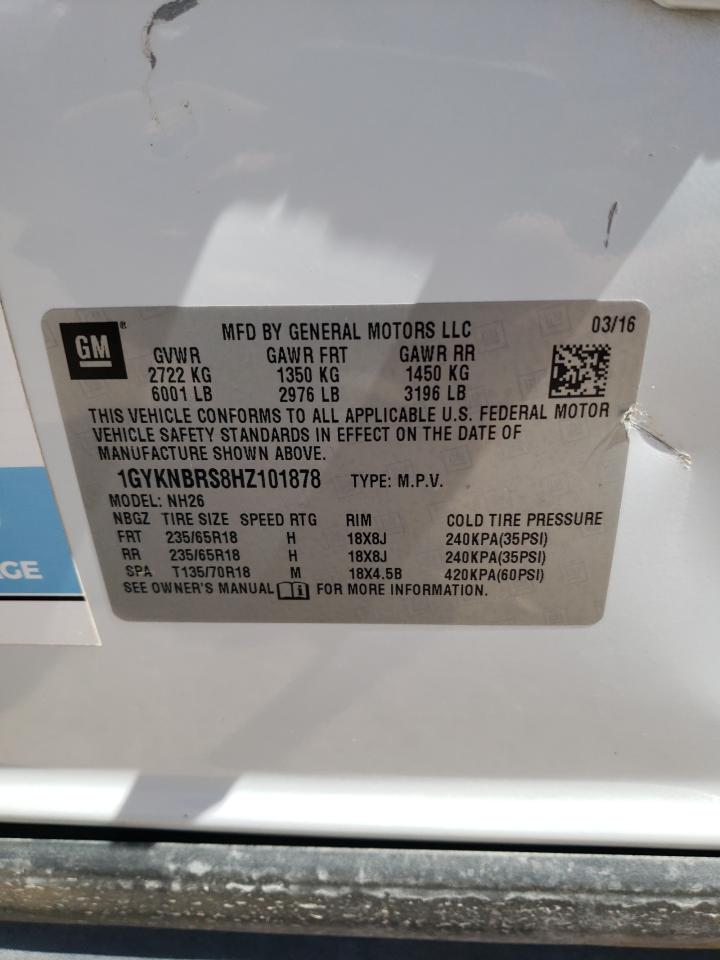 GM®
MFD BY GENERAL MOTORS LLC 03/16
GVWR GAWR FRT GAWR RR
2722 KG 1350 KG 1450 KG
6001 LB 2976 LB 3196 LB
THIS VEHICLE CONFORMS TO ALL APPLICABLE U.S. FEDERAL MOTOR
VEHICLE SAFETY STANDARDS IN EFFECT ON THE DATE OF
MANUFACTURE SHOWN ABOVE.
1GYKNBRS8HZ101878 TYPE: M.P.V.
MODEL: NH26
NBGZ TIRE SIZE SPEED RTG RIM COLD TIRE PRESSURE
FRT 235/65R18 H 18X8J 240KPA(35PSI)
RR 235/65R18 H 18X8J 240KPA(35PSI)
SPA T135/70R18 M 18X4.5B 420KPA(60PSI)
SEE OWNER'S MANUAL FOR MORE INFORMATION.
GE